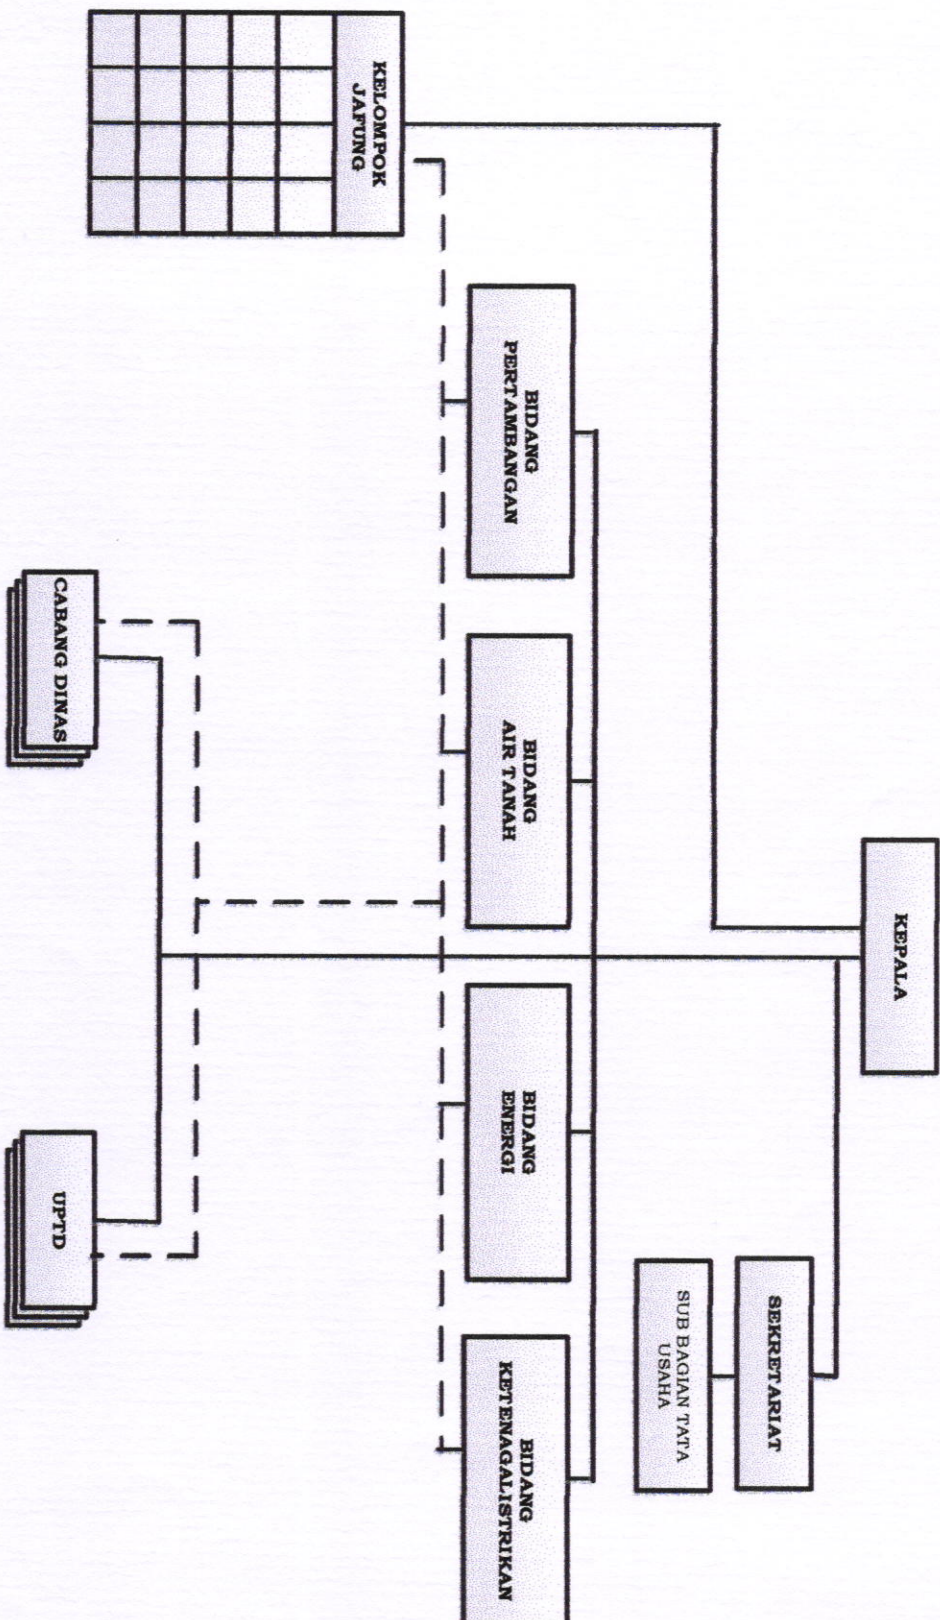 KEPALA
SEKRETARIAT
SUB BAGIAN TATA
USAHA
KELOMPOK
JAFUNG
BIDANG
PERTAMBANGAN
BIDANG
AIR TANAH
BIDANG
ENERGI
BIDANG
KETENAGALISTRIKAN
CABANG DINAS
UPTD